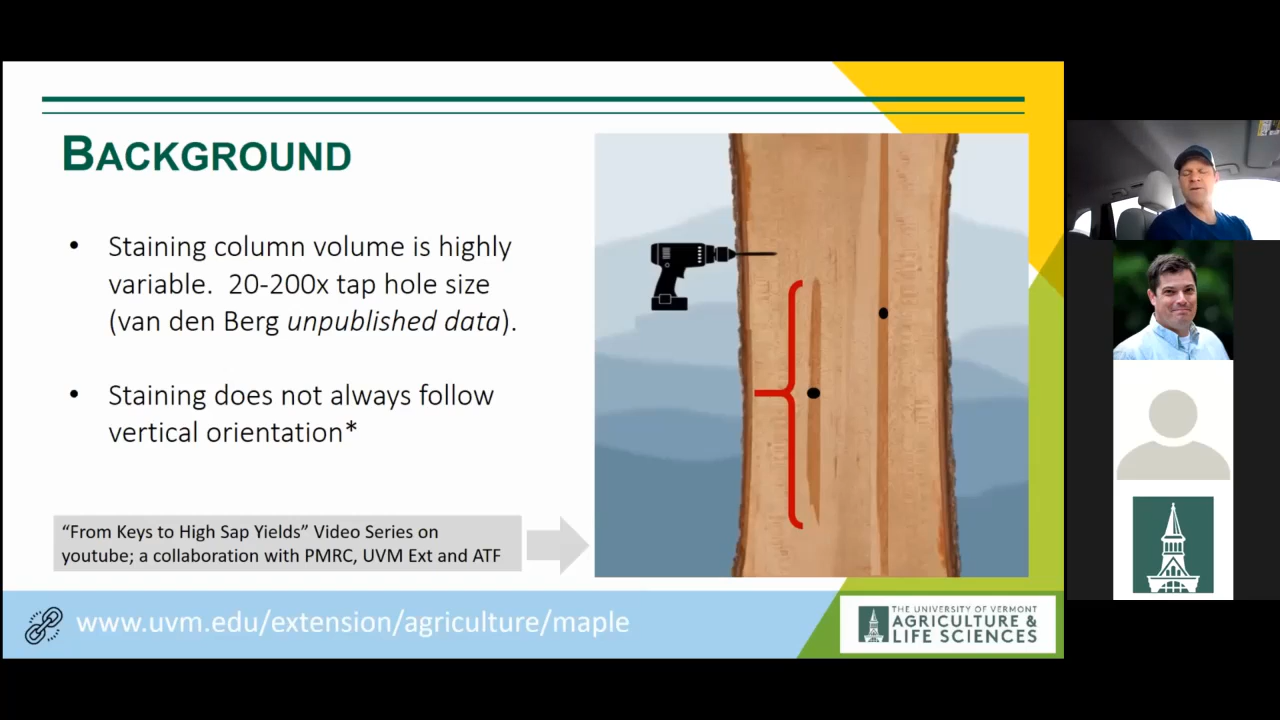 BACKGROUND
• Staining column volume is highly
variable.  20-200x tap hole size
(van den Berg unpublished data).
• Staining does not always follow
vertical orientation*
“From Keys to High Sap Yields” Video Series on
youtube; a collaboration with PMRC, UVM Ext and ATF
www.uvm.edu/extension/agriculture/maple
THE UNIVERSITY OF VERMONT
AGRICULTURE &
LIFE SCIENCES